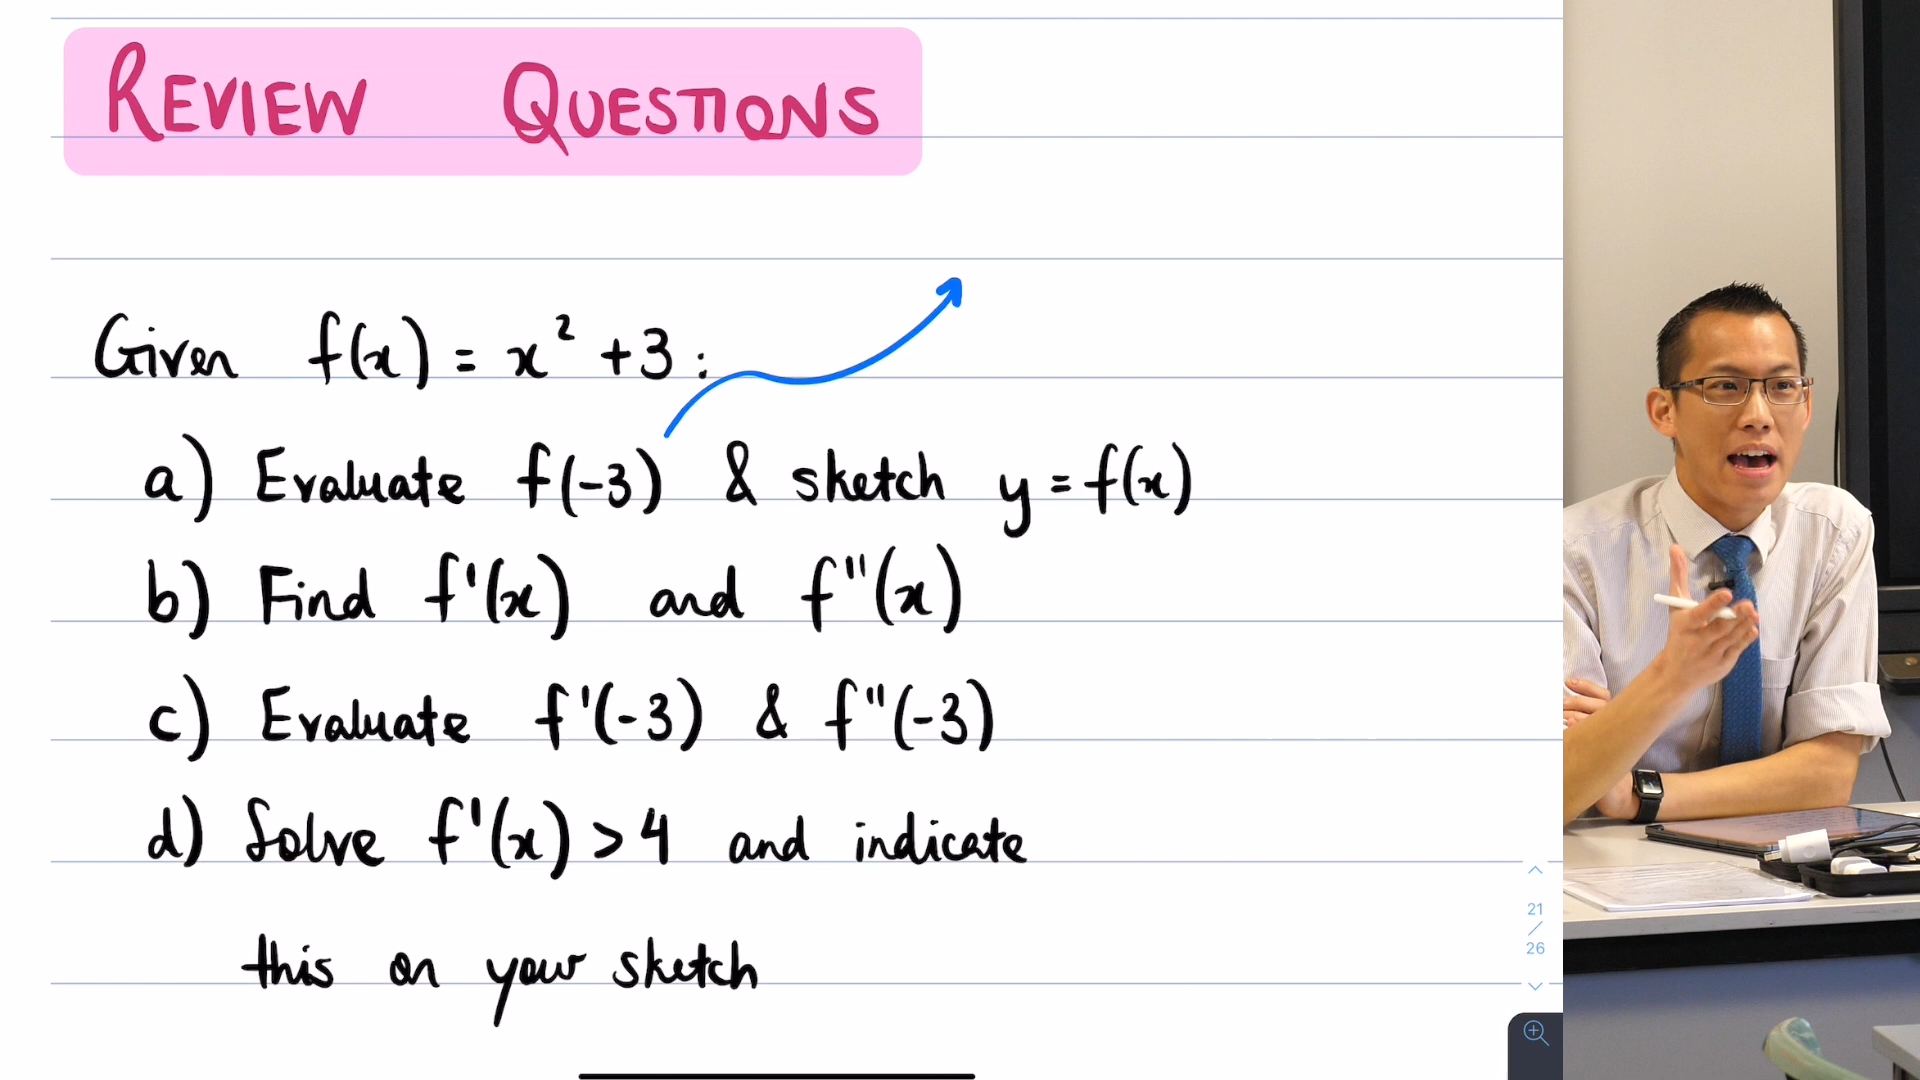 REVIEW QUESTIONS
Given f(x) = x² + 3 :
a) Evaluate f(-3) & sketch y = f(x)
b) Find f'(x) and f"(x)
c) Evaluate f'(-3) & f"(-3)
d) Solve f'(x) > 4 and indicate
this on your sketch
21
/
26